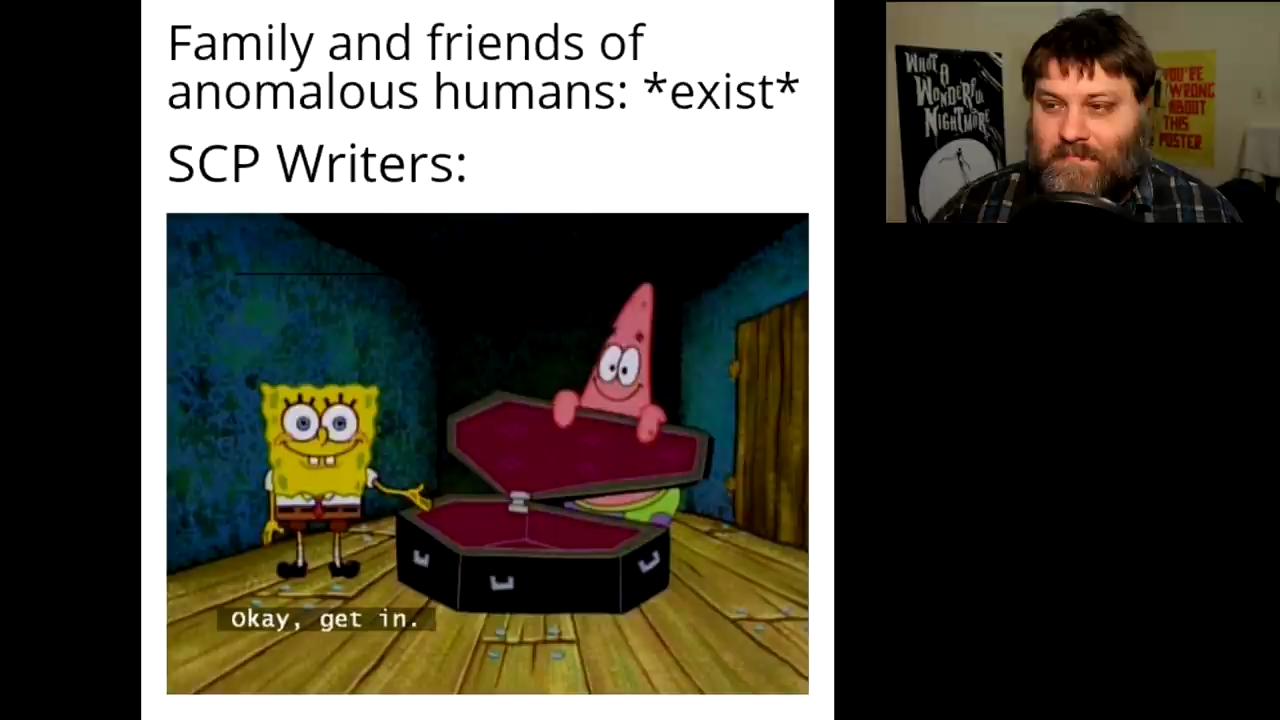 Family and friends of
anomalous humans: *exist*
SCP Writers:
Okay, get in.
WHAT A
WONDERFUL
NIGHTMARE
YOU'RE
WRONG
ABOUT
THIS
POSTER